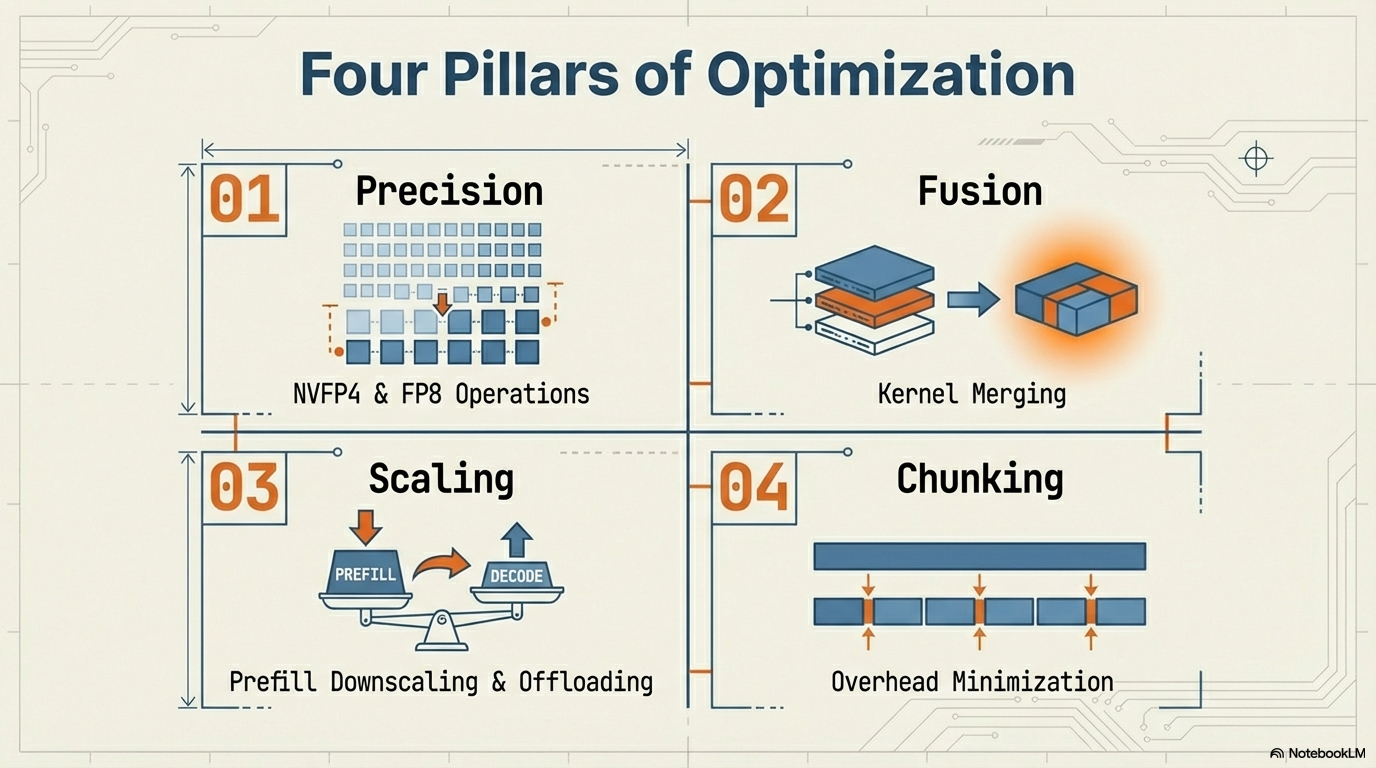 Four Pillars of Optimization
01
Precision
NVFP4 & FP8 Operations
02
Fusion
Kernel Merging
03
Scaling
PREFILL
DECODE
Prefill Downscaling & Offloading
04
Chunking
Overhead Minimization
NotebookLM